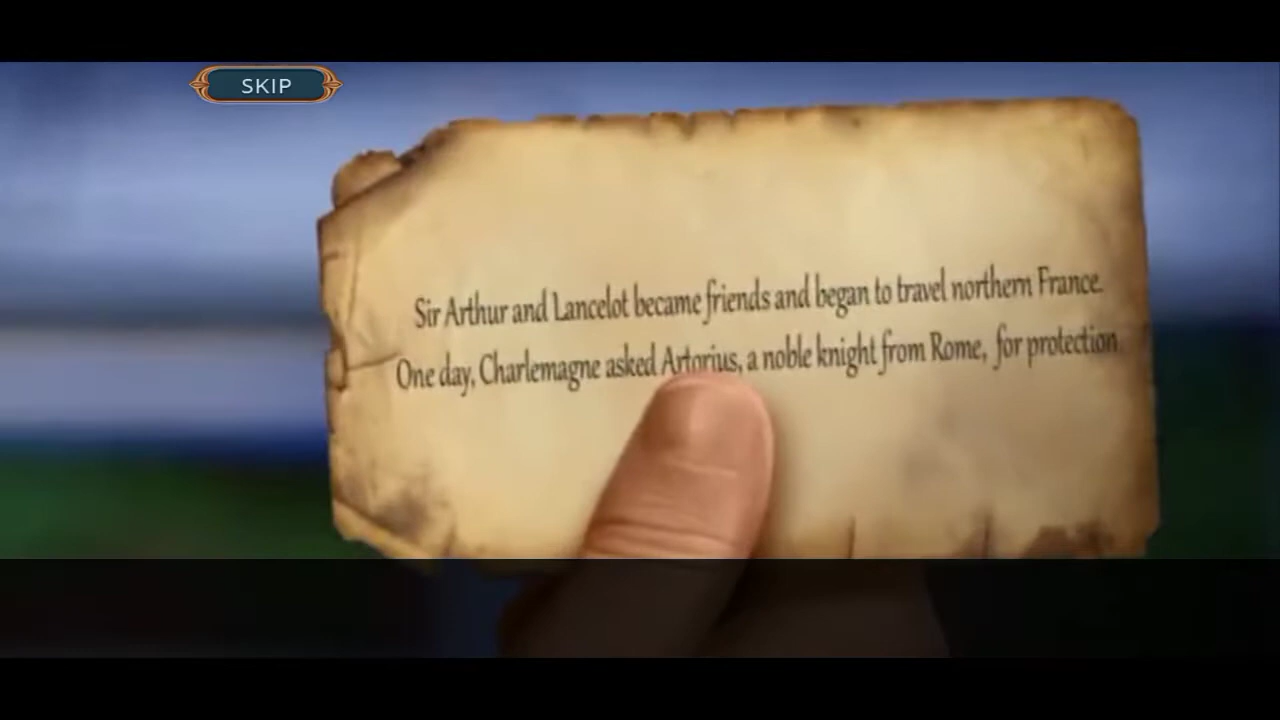 SKIP
Sir Arthur and Lancelot became friends and began to travel northern France.
One day, Charlemagne asked Artorius, a noble knight from Rome, for protection